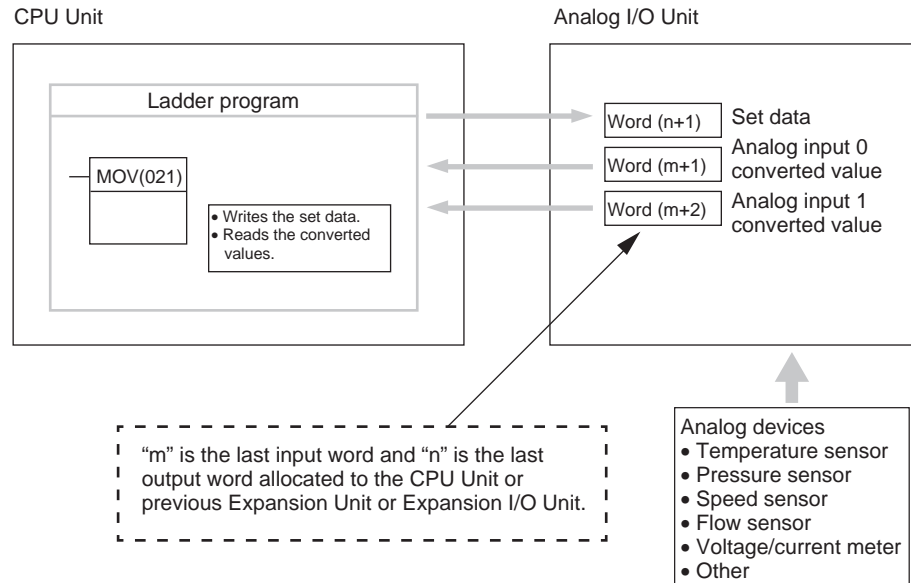 CPU Unit
Analog I/O Unit
Ladder program
MOV(021)
• Writes the set data.
• Reads the converted
values.
Word (n+1)
Set data
Word (m+1)
Analog input 0
converted value
Word (m+2)
Analog input 1
converted value
“m” is the last input word and “n” is the last
output word allocated to the CPU Unit or
previous Expansion Unit or Expansion I/O Unit.
Analog devices
• Temperature sensor
• Pressure sensor
• Speed sensor
• Flow sensor
• Voltage/current meter
• Other